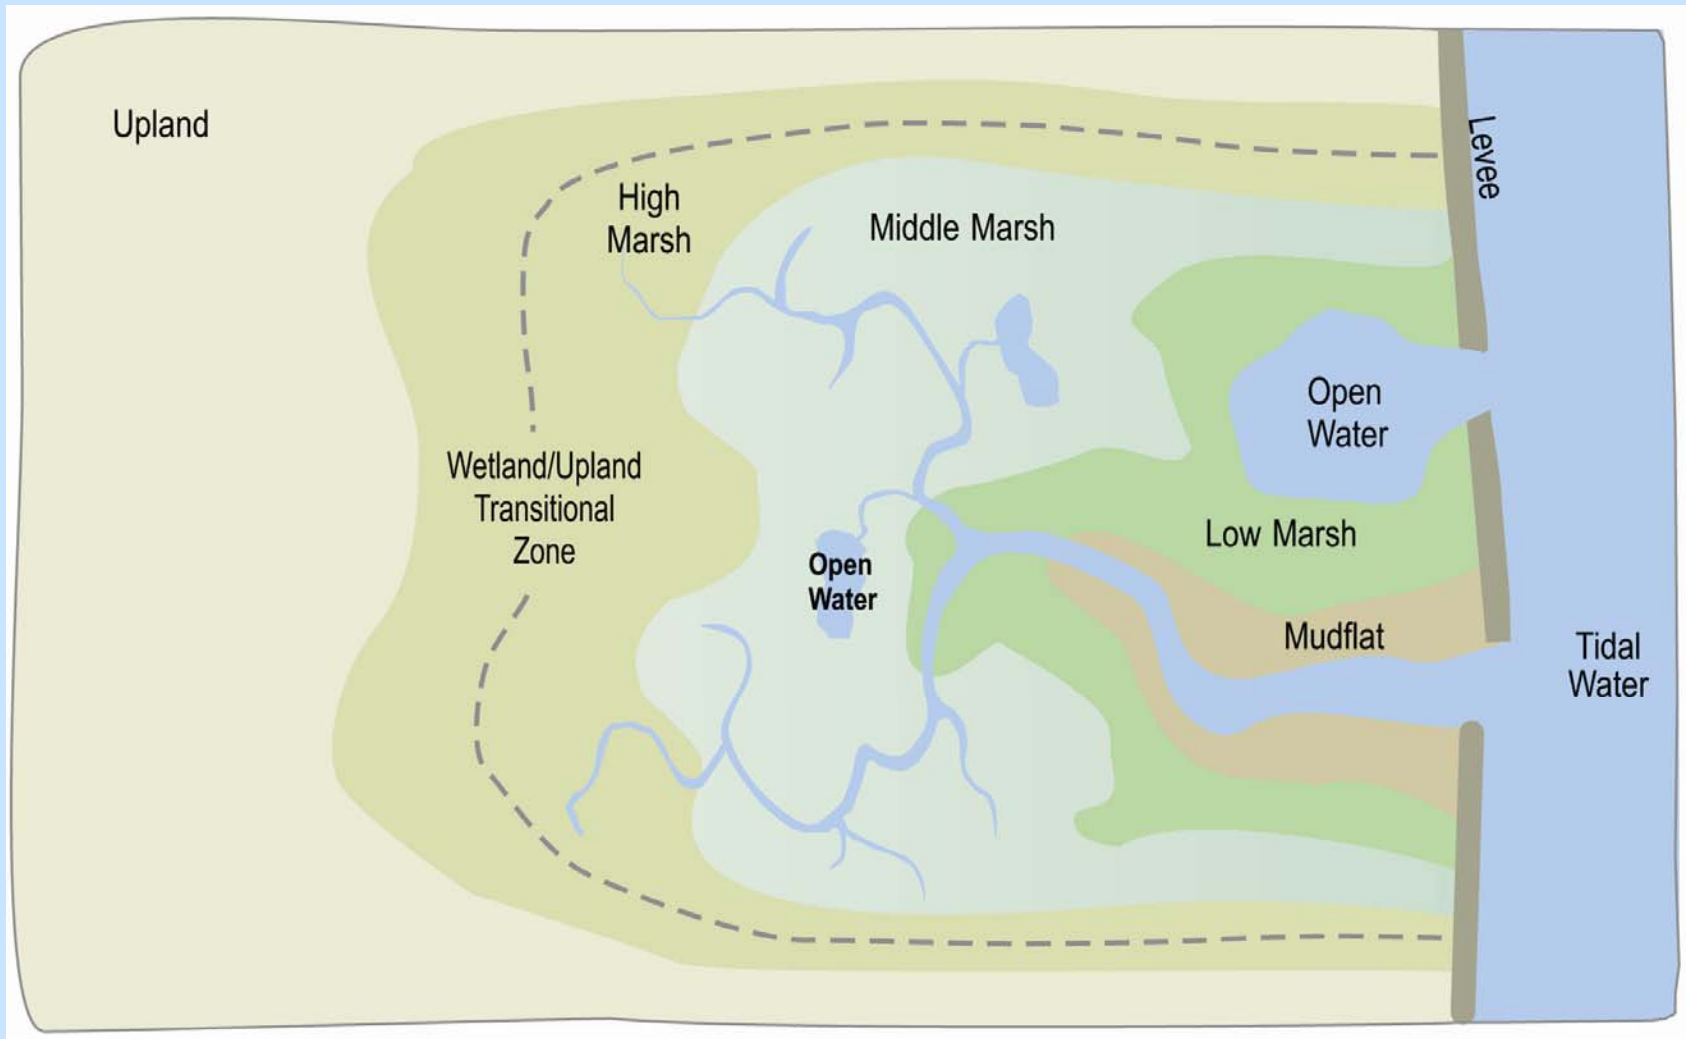 Upland
Levee
High
Marsh
Middle Marsh
Open
Water
Wetland/Upland
Transitional
Zone
Low Marsh
Open
Water
Mudflat
Tidal
Water